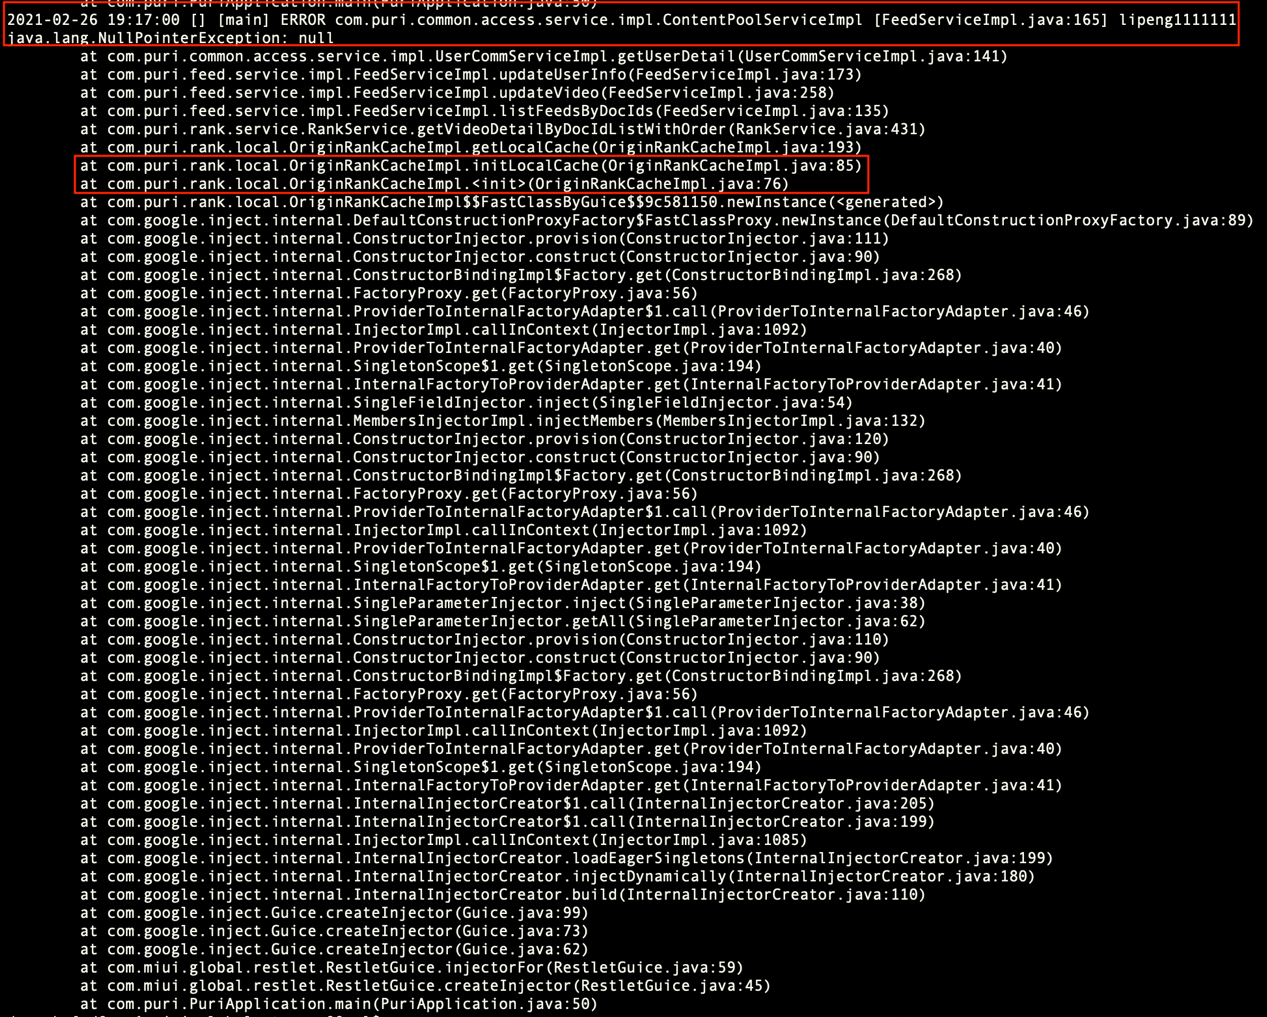 at com.puri.PuriApplication.main(PuriApplication.java:50)
2021-02-26 19:17:00 [] [main] ERROR com.puri.common.access.service.impl.ContentPoolServiceImpl [FeedServiceImpl.java:165] lipeng1111111
java.lang.NullPointerException: null
at com.puri.common.access.service.impl.UserCommServiceImpl.getUserDetail(UserCommServiceImpl.java:141)
at com.puri.feed.service.impl.FeedServiceImpl.updateUserInfo(FeedServiceImpl.java:173)
at com.puri.feed.service.impl.FeedServiceImpl.updateVideo(FeedServiceImpl.java:258)
at com.puri.feed.service.impl.FeedServiceImpl.listFeedsByDocIds(FeedServiceImpl.java:135)
at com.puri.rank.service.RankService.getVideoDetailByDocIdListWithOrder(RankService.java:431)
at com.puri.rank.local.OriginRankCacheImpl.getLocalCache(OriginRankCacheImpl.java:193)
at com.puri.rank.local.OriginRankCacheImpl.initLocalCache(OriginRankCacheImpl.java:85)
at com.puri.rank.local.OriginRankCacheImpl.<init>(OriginRankCacheImpl.java:76)
at com.puri.rank.local.OriginRankCacheImpl$$FastClassByGuice$$9c581150.newInstance(<generated>)
at com.google.inject.internal.DefaultConstructionProxyFactory$FastClassProxy.newInstance(DefaultConstructionProxyFactory.java:89)
at com.google.inject.internal.ConstructorInjector.provision(ConstructorInjector.java:111)
at com.google.inject.internal.ConstructorInjector.construct(ConstructorInjector.java:90)
at com.google.inject.internal.ConstructorBindingImpl$Factory.get(ConstructorBindingImpl.java:268)
at com.google.inject.internal.FactoryProxy.get(FactoryProxy.java:56)
at com.google.inject.internal.ProviderToInternalFactoryAdapter$1.call(ProviderToInternalFactoryAdapter.java:46)
at com.google.inject.internal.InjectorImpl.callInContext(InjectorImpl.java:1092)
at com.google.inject.internal.ProviderToInternalFactoryAdapter.get(ProviderToInternalFactoryAdapter.java:40)
at com.google.inject.internal.SingletonScope$1.get(SingletonScope.java:194)
at com.google.inject.internal.InternalFactoryToProviderAdapter.get(InternalFactoryToProviderAdapter.java:41)
at com.google.inject.internal.SingleFieldInjector.inject(SingleFieldInjector.java:54)
at com.google.inject.internal.MembersInjectorImpl.injectMembers(MembersInjectorImpl.java:132)
at com.google.inject.internal.ConstructorInjector.provision(ConstructorInjector.java:120)
at com.google.inject.internal.ConstructorInjector.construct(ConstructorInjector.java:90)
at com.google.inject.internal.ConstructorBindingImpl$Factory.get(ConstructorBindingImpl.java:268)
at com.google.inject.internal.FactoryProxy.get(FactoryProxy.java:56)
at com.google.inject.internal.ProviderToInternalFactoryAdapter$1.call(ProviderToInternalFactoryAdapter.java:46)
at com.google.inject.internal.InjectorImpl.callInContext(InjectorImpl.java:1092)
at com.google.inject.internal.ProviderToInternalFactoryAdapter.get(ProviderToInternalFactoryAdapter.java:40)
at com.google.inject.internal.SingletonScope$1.get(SingletonScope.java:194)
at com.google.inject.internal.InternalFactoryToProviderAdapter.get(InternalFactoryToProviderAdapter.java:41)
at com.google.inject.internal.SingleParameterInjector.inject(SingleParameterInjector.java:38)
at com.google.inject.internal.SingleParameterInjector.getAll(SingleParameterInjector.java:62)
at com.google.inject.internal.ConstructorInjector.provision(ConstructorInjector.java:110)
at com.google.inject.internal.ConstructorInjector.construct(ConstructorInjector.java:90)
at com.google.inject.internal.ConstructorBindingImpl$Factory.get(ConstructorBindingImpl.java:268)
at com.google.inject.internal.FactoryProxy.get(FactoryProxy.java:56)
at com.google.inject.internal.ProviderToInternalFactoryAdapter$1.call(ProviderToInternalFactoryAdapter.java:46)
at com.google.inject.internal.InjectorImpl.callInContext(InjectorImpl.java:1092)
at com.google.inject.internal.ProviderToInternalFactoryAdapter.get(ProviderToInternalFactoryAdapter.java:40)
at com.google.inject.internal.SingletonScope$1.get(SingletonScope.java:194)
at com.google.inject.internal.InternalFactoryToProviderAdapter.get(InternalFactoryToProviderAdapter.java:41)
at com.google.inject.internal.InternalInjectorCreator$1.call(InternalInjectorCreator.java:205)
at com.google.inject.internal.InternalInjectorCreator$1.call(InternalInjectorCreator.java:199)
at com.google.inject.internal.InjectorImpl.callInContext(InjectorImpl.java:1085)
at com.google.inject.internal.InternalInjectorCreator.loadEagerSingletons(InternalInjectorCreator.java:199)
at com.google.inject.internal.InternalInjectorCreator.injectDynamically(InternalInjectorCreator.java:180)
at com.google.inject.internal.InternalInjectorCreator.build(InternalInjectorCreator.java:110)
at com.google.inject.Guice.createInjector(Guice.java:99)
at com.google.inject.Guice.createInjector(Guice.java:73)
at com.google.inject.Guice.createInjector(Guice.java:62)
at com.miui.global.restlet.RestletGuice.injectorFor(RestletGuice.java:59)
at com.miui.global.restlet.RestletGuice.createInjector(RestletGuice.java:45)
at com.puri.PuriApplication.main(PuriApplication.java:50)